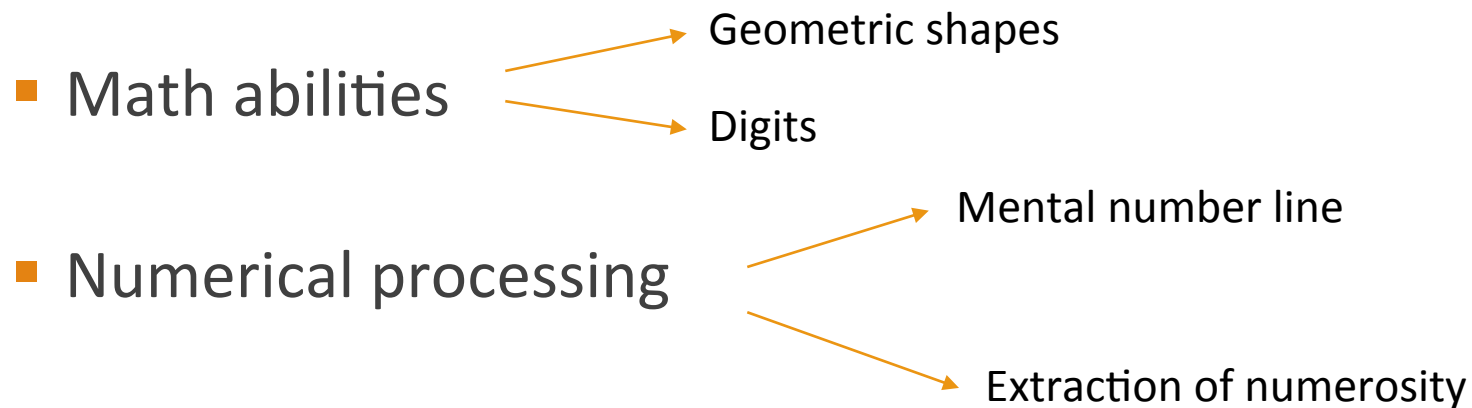 Geometric shapes
Math abilities
Digits
Mental number line
Numerical processing
Extraction of numerosity